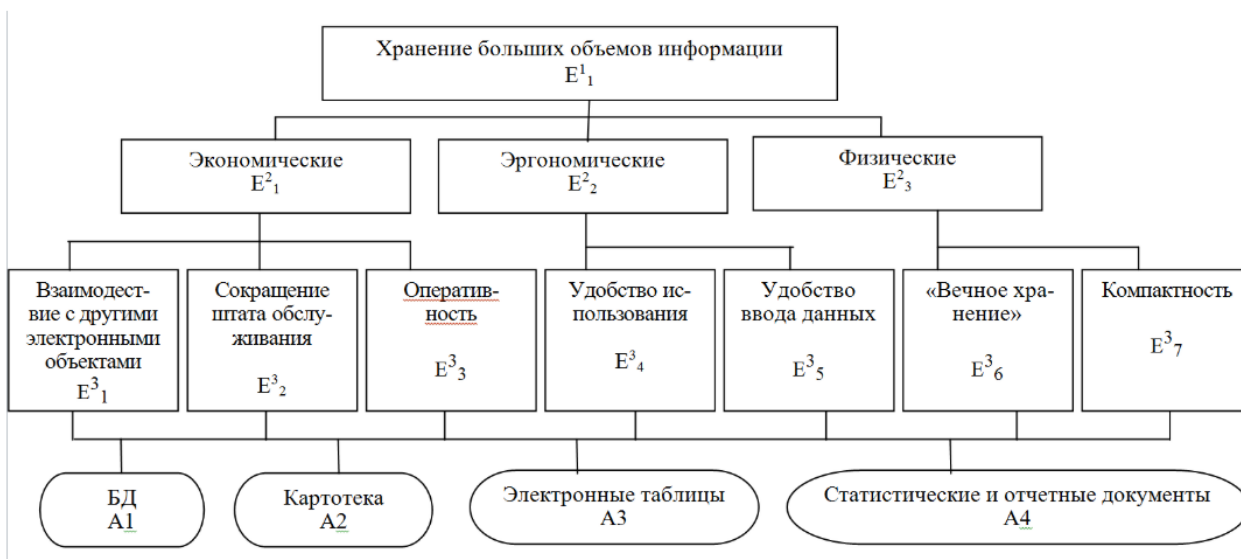 Хранение больших объемов информации
E¹₁
Экономические
E²₁
Эргономические
E²₂
Физические
E²₃
Взаимодест-
вие с другими
электронными
объектами
E³₁
Сокращение
штата обслу-
живания
E³₂
Оператив-
ность
E³₃
Удобство ис-
пользования
E³₄
Удобство
ввода данных
E³₅
«Вечное хра-
нение»
E³₆
Компактность
E³₇
БД
А1
Картотека
А2
Электронные таблицы
А3
Статистические и отчетные документы
А4